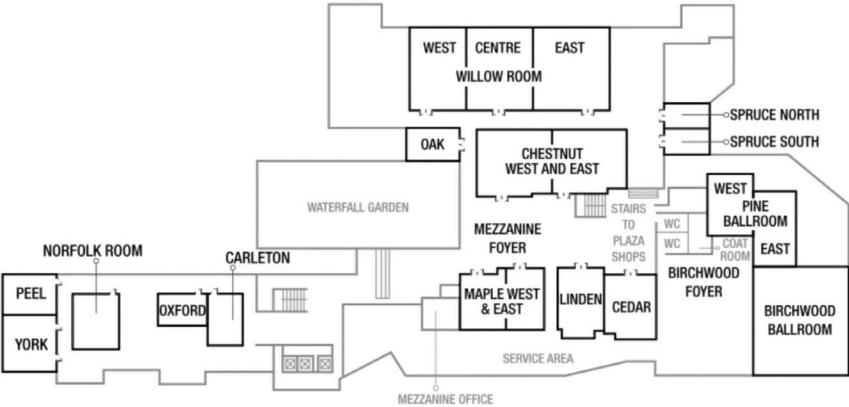 WEST
CENTRE
EAST
WILLOW ROOM
SPRUCE NORTH
SPRUCE SOUTH
OAK
CHESTNUT
WEST AND EAST
WATERFALL GARDEN
MEZZANINE
FOYER
STAIRS
TO
PLAZA
SHOPS
WC
WC
WEST
PINE
BALLROOM
EAST
COAT
ROOM
BIRCHWOOD
FOYER
NORFOLK ROOM
CARLETON
PEEL
YORK
OXFORD
MAPLE WEST
& EAST
LINDEN
CEDAR
BIRCHWOOD
BALLROOM
SERVICE AREA
MEZZANINE OFFICE